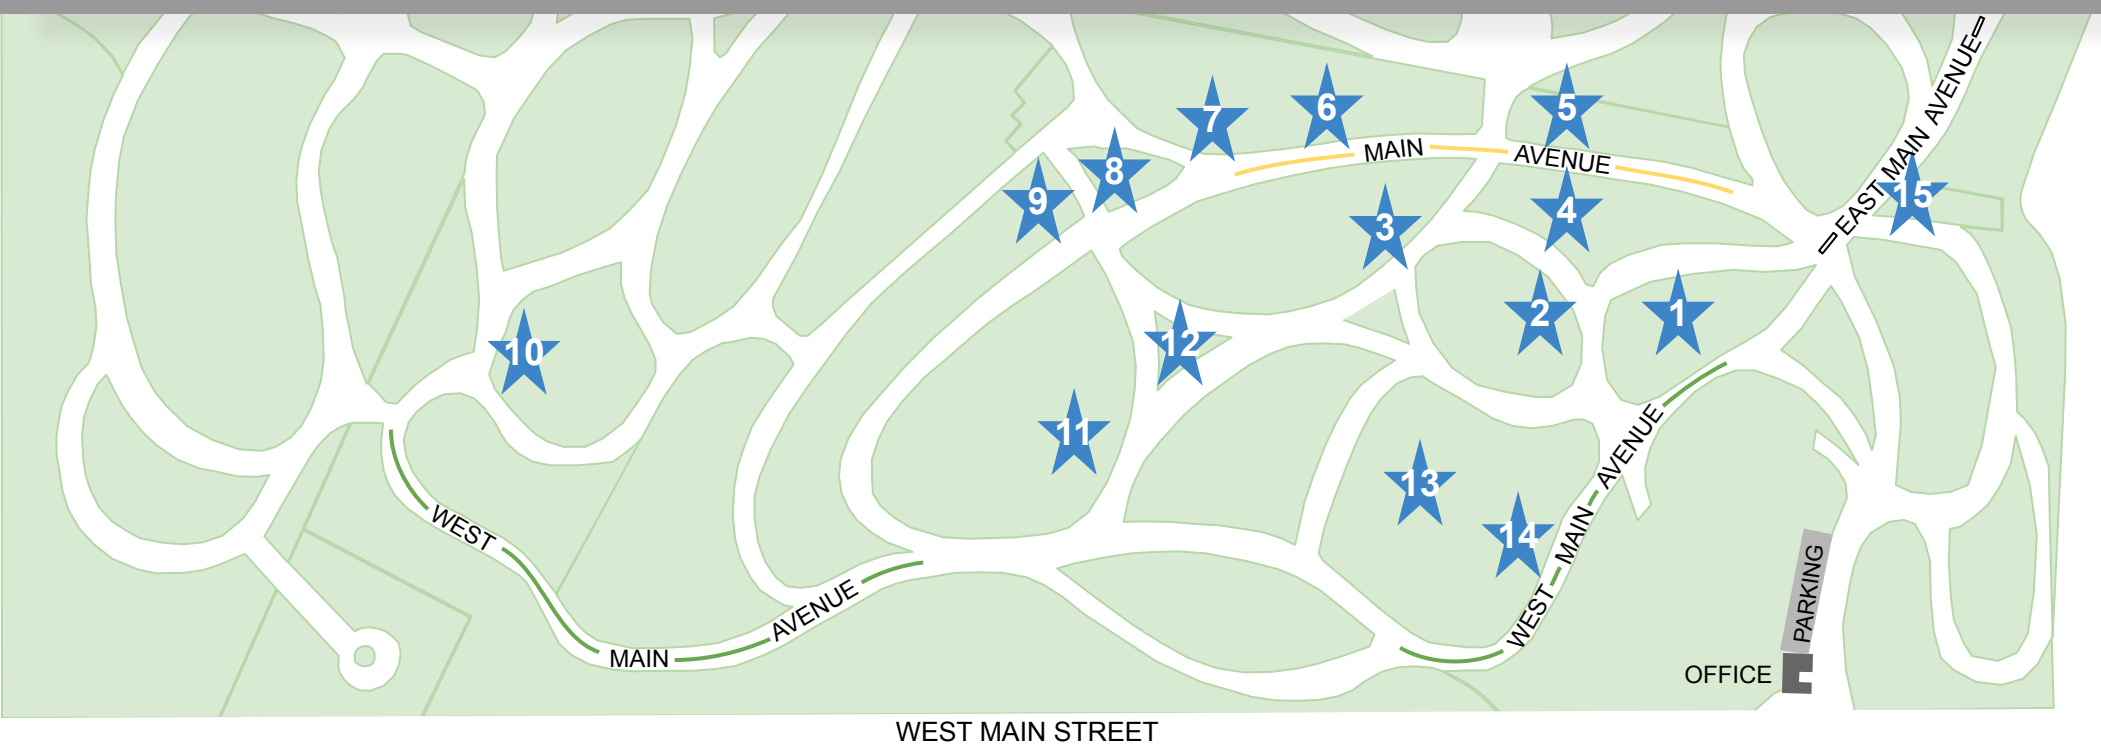 5
6
7
MAIN
AVENUE
EAST MAIN AVENUE
8
9
3
4
15
2
1
12
10
11
13
14
WEST
MAIN
AVENUE
WEST
MAIN
AVENUE
PARKING
OFFICE
WEST MAIN STREET